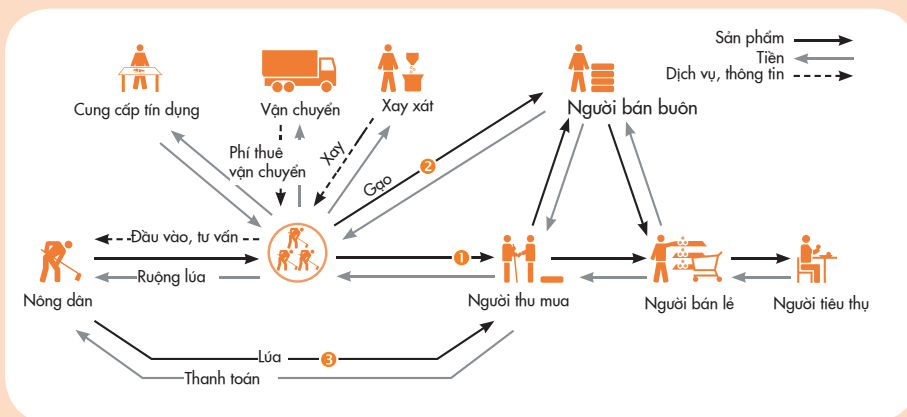 Sản phẩm
Tiền
Dịch vụ, thông tin
Cung cấp tín dụng
Vận chuyển
Xay xát
Người bán buôn
Phí thuê
vận chuyển
Xay
Gạo
2
Đầu vào, tư vấn
1
Ruộng lúa
Nông dân
Người thu mua
Người bán lẻ
Người tiêu thụ
Lúa
3
Thanh toán